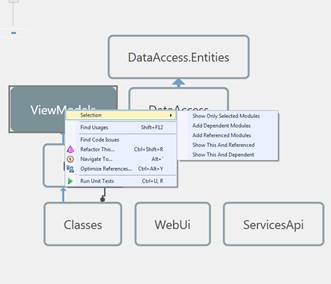 DataAccess.Entities
ViewModels
DataAccess
Selection
Find Usages Shift+F12
Find Code Issues
Refactor This... Ctrl+Shift+R
Navigate To... Alt+`
Optimize References... Ctrl+Alt+Y
Run Unit Tests Ctrl+U, R
Show Only Selected Modules
Add Dependent Modules
Add Referenced Modules
Show This And Referenced
Show This And Dependent
Classes
WebUi
ServicesApi